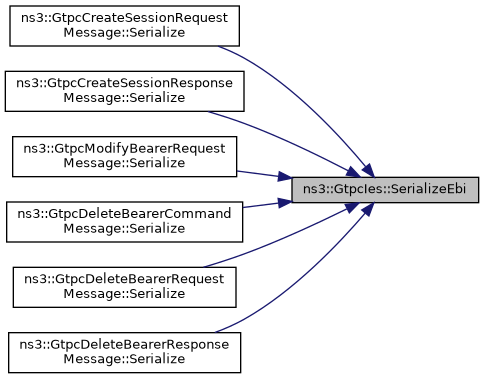 ns3::GtpcCreateSessionRequest
Message::Serialize
ns3::GtpcCreateSessionResponse
Message::Serialize
ns3::GtpcModifyBearerRequest
Message::Serialize
ns3::GtpcIes::SerializeEbi
ns3::GtpcDeleteBearerCommand
Message::Serialize
ns3::GtpcDeleteBearerRequest
Message::Serialize
ns3::GtpcDeleteBearerResponse
Message::Serialize